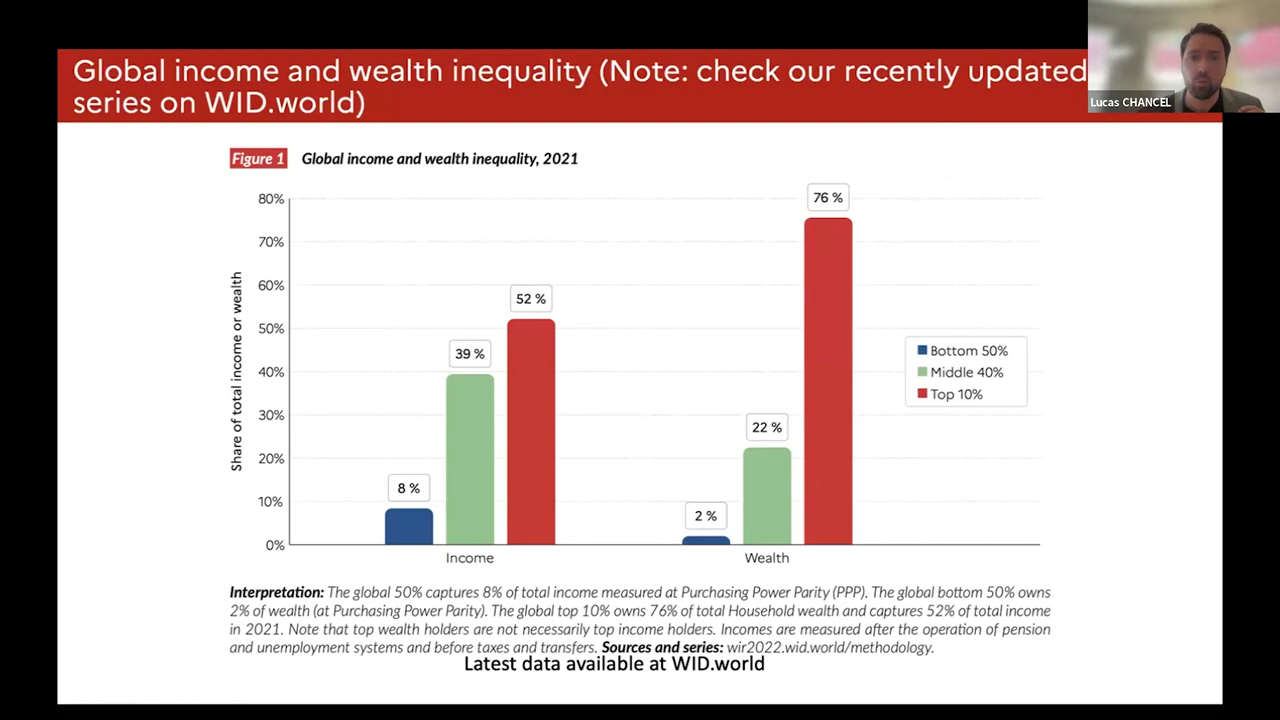 Global income and wealth inequality (Note: check our recently updated
series on WID.world)
Lucas CHANCEL
Figure 1 Global income and wealth inequality, 2021
Share of total income or wealth
80%
70%
60%
50%
40%
30%
20%
10%
0%
8 %
39 %
52 %
2 %
22 %
76 %
Income
Wealth
Bottom 50%
Middle 40%
Top 10%
Interpretation: The global 50% captures 8% of total income measured at Purchasing Power Parity (PPP). The global bottom 50% owns
2% of wealth (at Purchasing Power Parity). The global top 10% owns 76% of total Household wealth and captures 52% of total income
in 2021. Note that top wealth holders are not necessarily top income holders. Incomes are measured after the operation of pension
and unemployment systems and before taxes and transfers. Sources and series: wir2022.wid.world/methodology.
Latest data available at WID.world